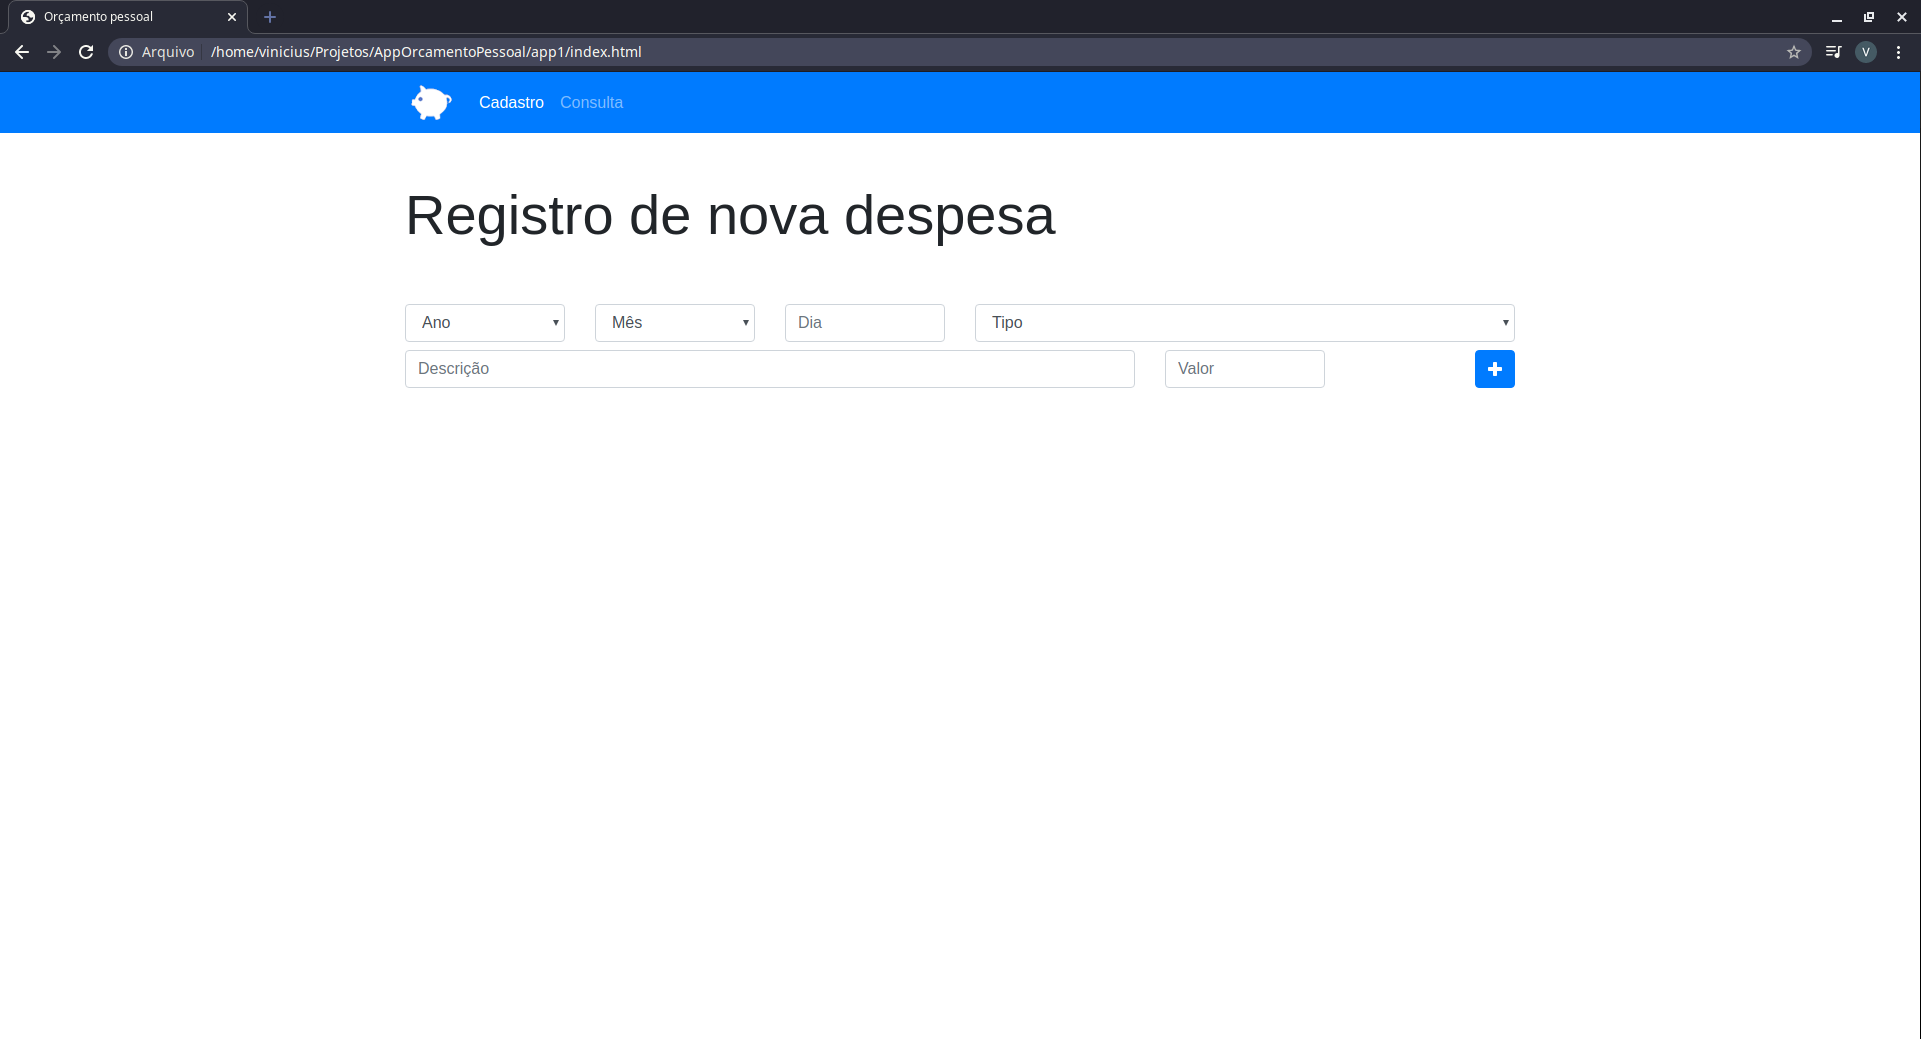 Orçamento pessoal
Arquivo /home/vinicius/Projetos/AppOrcamentoPessoal/app1/index.html
V
Cadastro Consulta
Registro de nova despesa
Ano Mês Dia Tipo
Descrição Valor